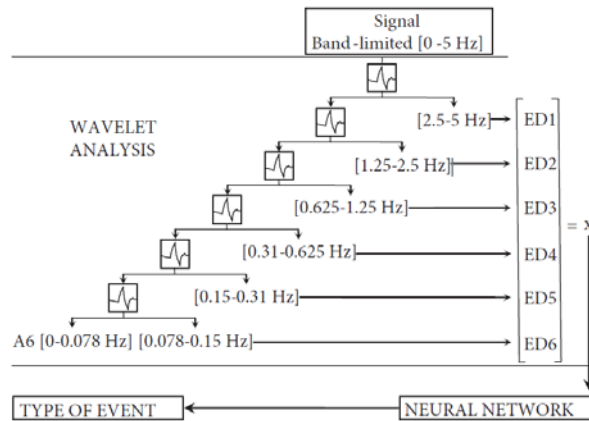 Signal
Band-limited [0 -5 Hz]
WAVELET
ANALYSIS
[2.5-5 Hz]
ED1
[1.25-2.5 Hz]
ED2
[0.625-1.25 Hz]
ED3
= x
[0.31-0.625 Hz]
ED4
[0.15-0.31 Hz]
ED5
A6 [0-0.078 Hz] [0.078-0.15 Hz]
ED6
TYPE OF EVENT
NEURAL NETWORK